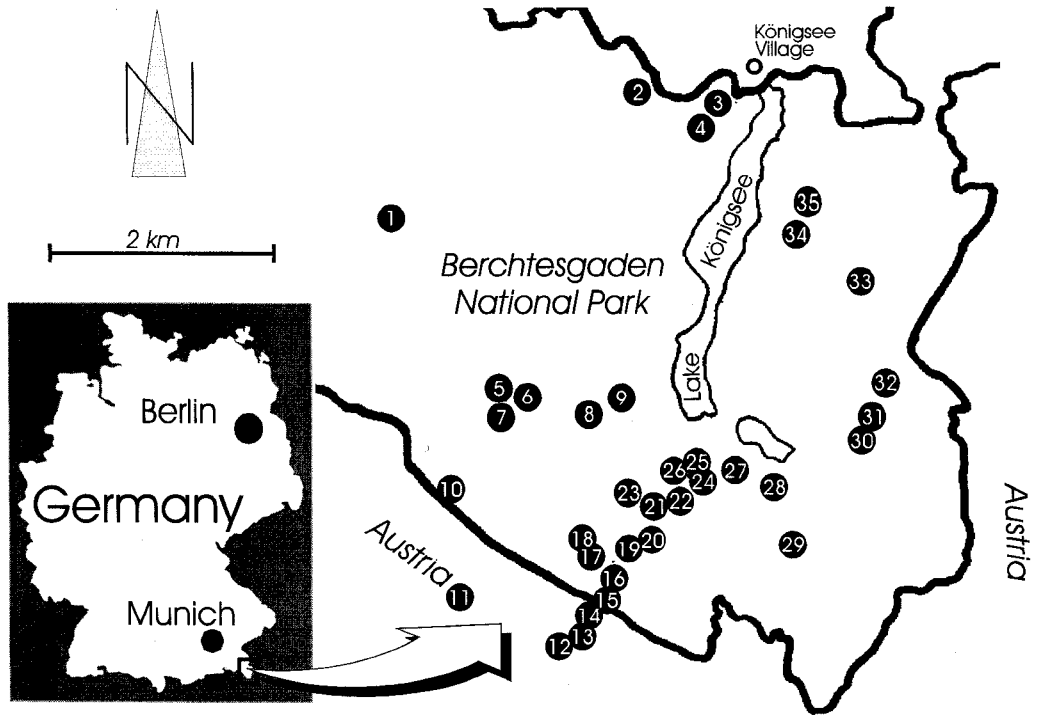 Königsee
Village
N
2
3
4
1
2 km
35
34
33
Königsee
Lake
Berchtesgaden
National Park
5
6
7
8
9
32
31
30
Berlin
Germany
Munich
10
Austria
11
25
26
24
27
28
23
22
21
20
19
18
17
29
16
15
14
13
12
Austria